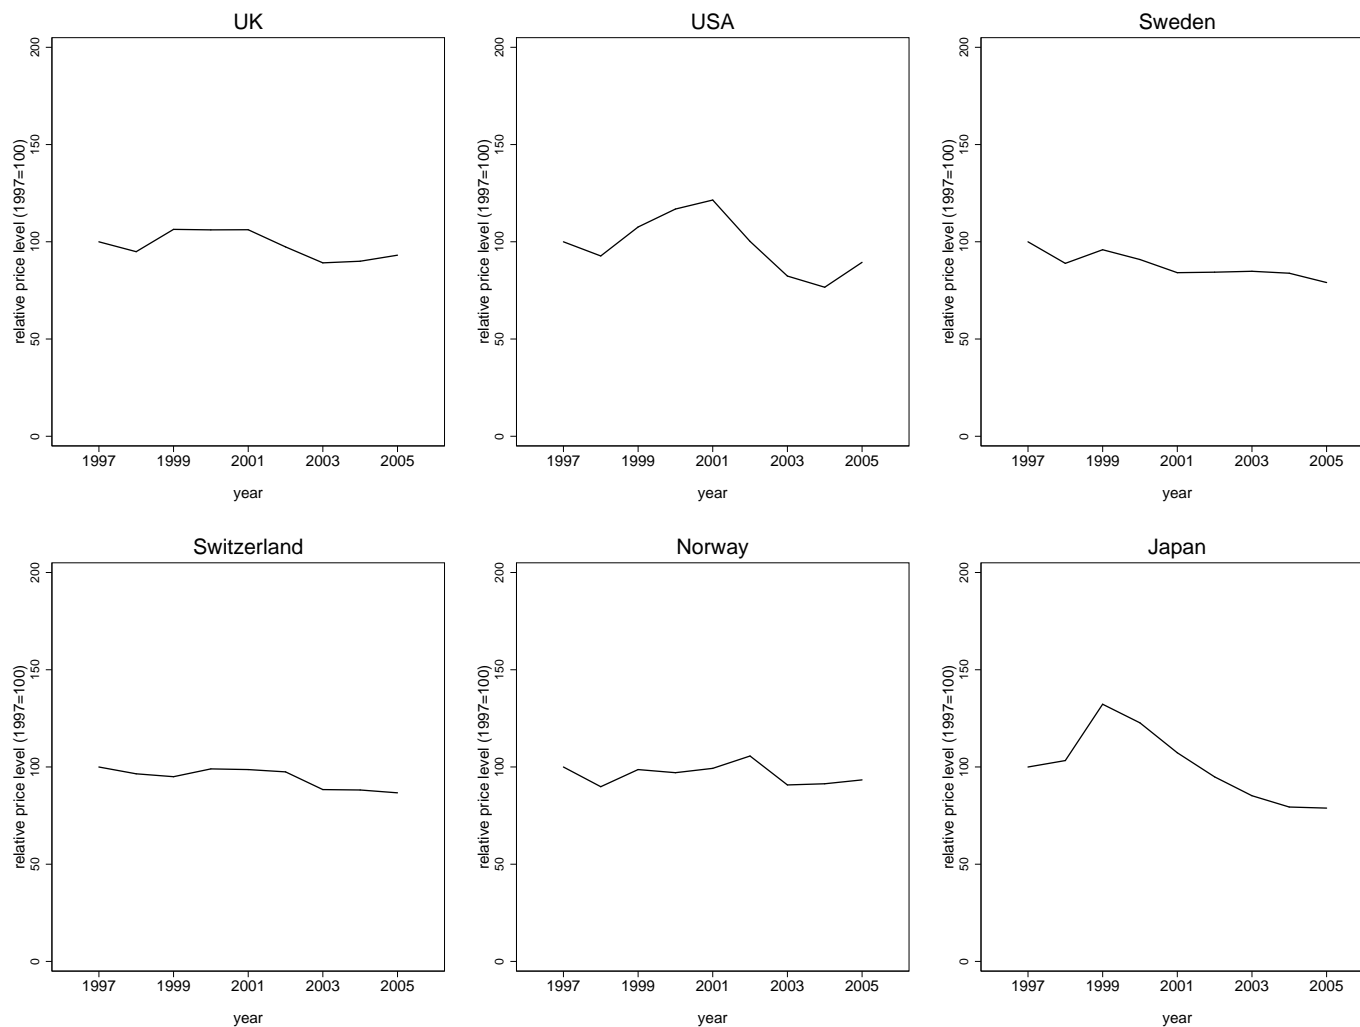 UK
relative price level (1997=100)
0 50 100 150 200
1997 1999 2001 2003 2005
year
USA
relative price level (1997=100)
0 50 100 150 200
1997 1999 2001 2003 2005
year
Sweden
relative price level (1997=100)
0 50 100 150 200
1997 1999 2001 2003 2005
year
Switzerland
relative price level (1997=100)
0 50 100 150 200
1997 1999 2001 2003 2005
year
Norway
relative price level (1997=100)
0 50 100 150 200
1997 1999 2001 2003 2005
year
Japan
relative price level (1997=100)
0 50 100 150 200
1997 1999 2001 2003 2005
year